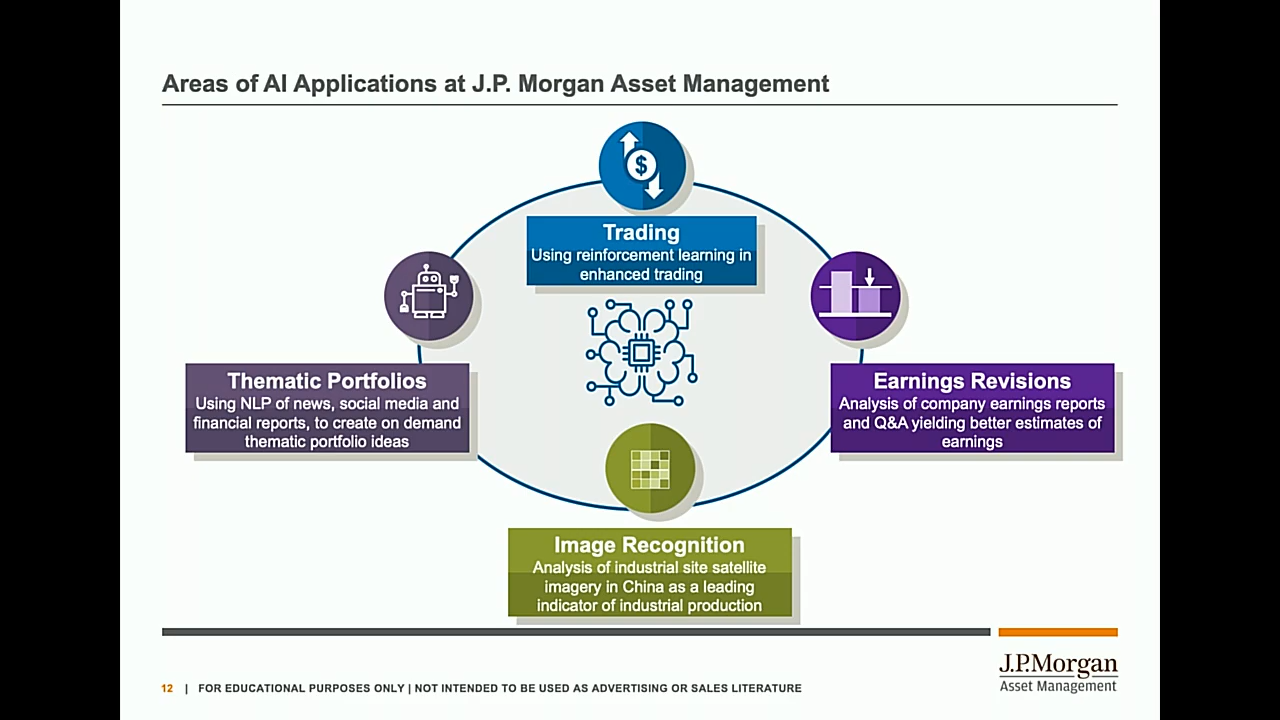 Areas of AI Applications at J.P. Morgan Asset Management
$
Trading
Using reinforcement learning in
enhanced trading
Thematic Portfolios
Using NLP of news, social media and
financial reports, to create on demand
thematic portfolio ideas
Earnings Revisions
Analysis of company earnings reports
and Q&A yielding better estimates of
earnings
Image Recognition
Analysis of industrial site satellite
imagery in China as a leading
indicator of industrial production
12 | FOR EDUCATIONAL PURPOSES ONLY | NOT INTENDED TO BE USED AS ADVERTISING OR SALES LITERATURE
J.P.Morgan
Asset Management